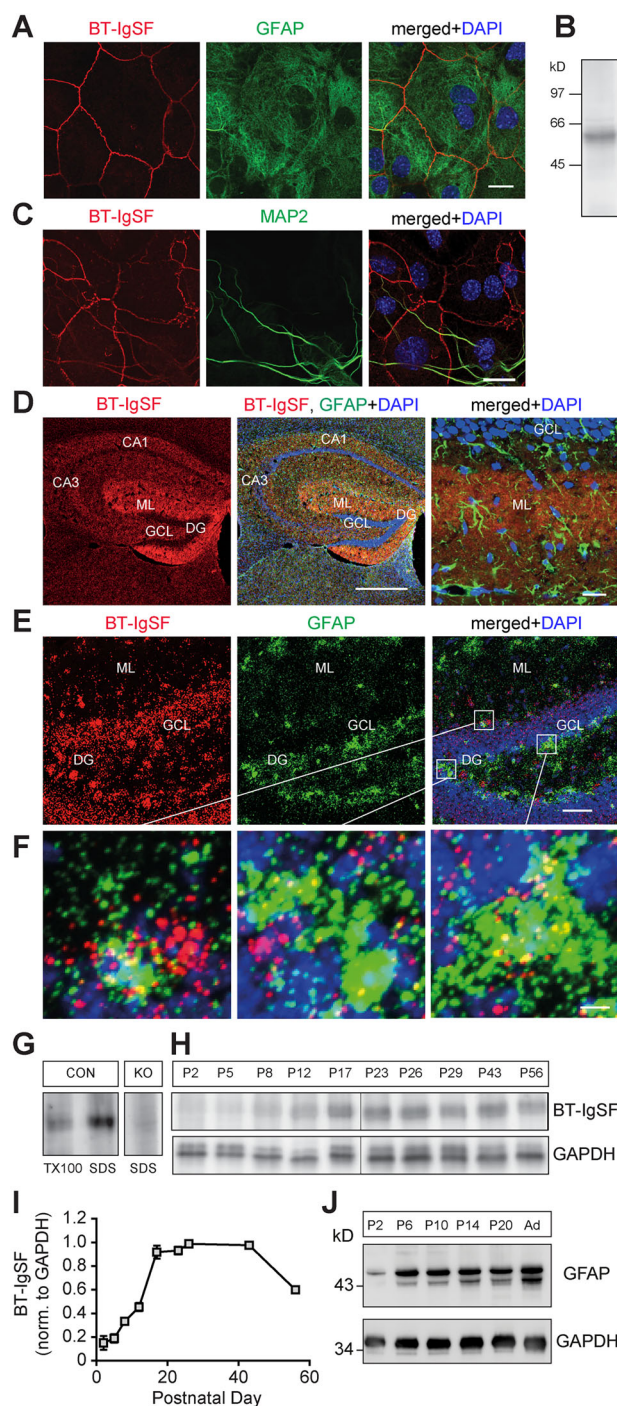 A
BT-IgSF GFAP merged+DAPI
B
kD
97
66
45
C
BT-IgSF MAP2 merged+DAPI
D
BT-IgSF BT-IgSF, GFAP+DAPI merged+DAPI
CA1
CA3
ML
GCL
DG
CA1
CA3
ML
GCL
DG
GCL
ML
E
BT-IgSF GFAP merged+DAPI
ML
GCL
DG
ML
GCL
DG
ML
GCL
DG
F
G
CON KO
TX100 SDS SDS
H
P2 P5 P8 P12 P17 P23 P26 P29 P43 P56
BT-IgSF
GAPDH
I
BT-IgSF
(norm. to GAPDH)
1.2
1.0
0.8
0.6
0.4
0.2
0
0 20 40 60
Postnatal Day
J
kD
P2 P6 P10 P14 P20 Ad
43
GFAP
34
GAPDH